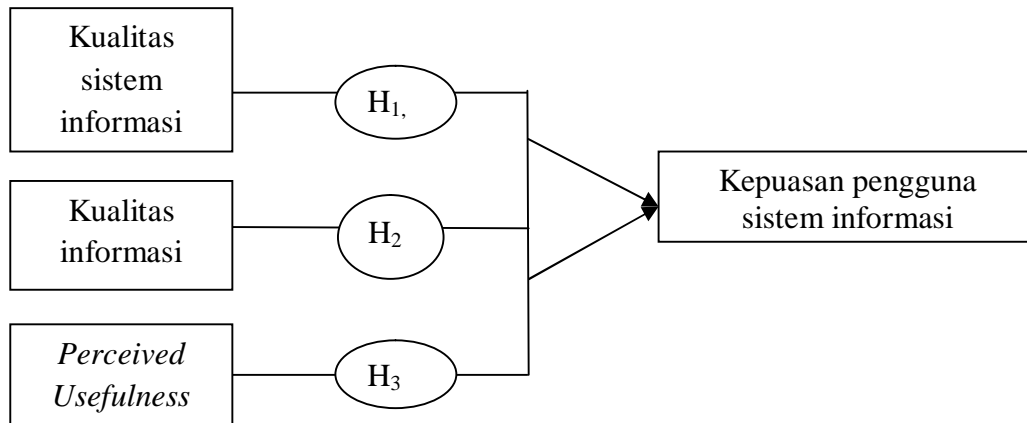 Kualitas
sistem
informasi
H1,
Kualitas
informasi
H2
Perceived
Usefulness
H3
Kepuasan pengguna
sistem informasi